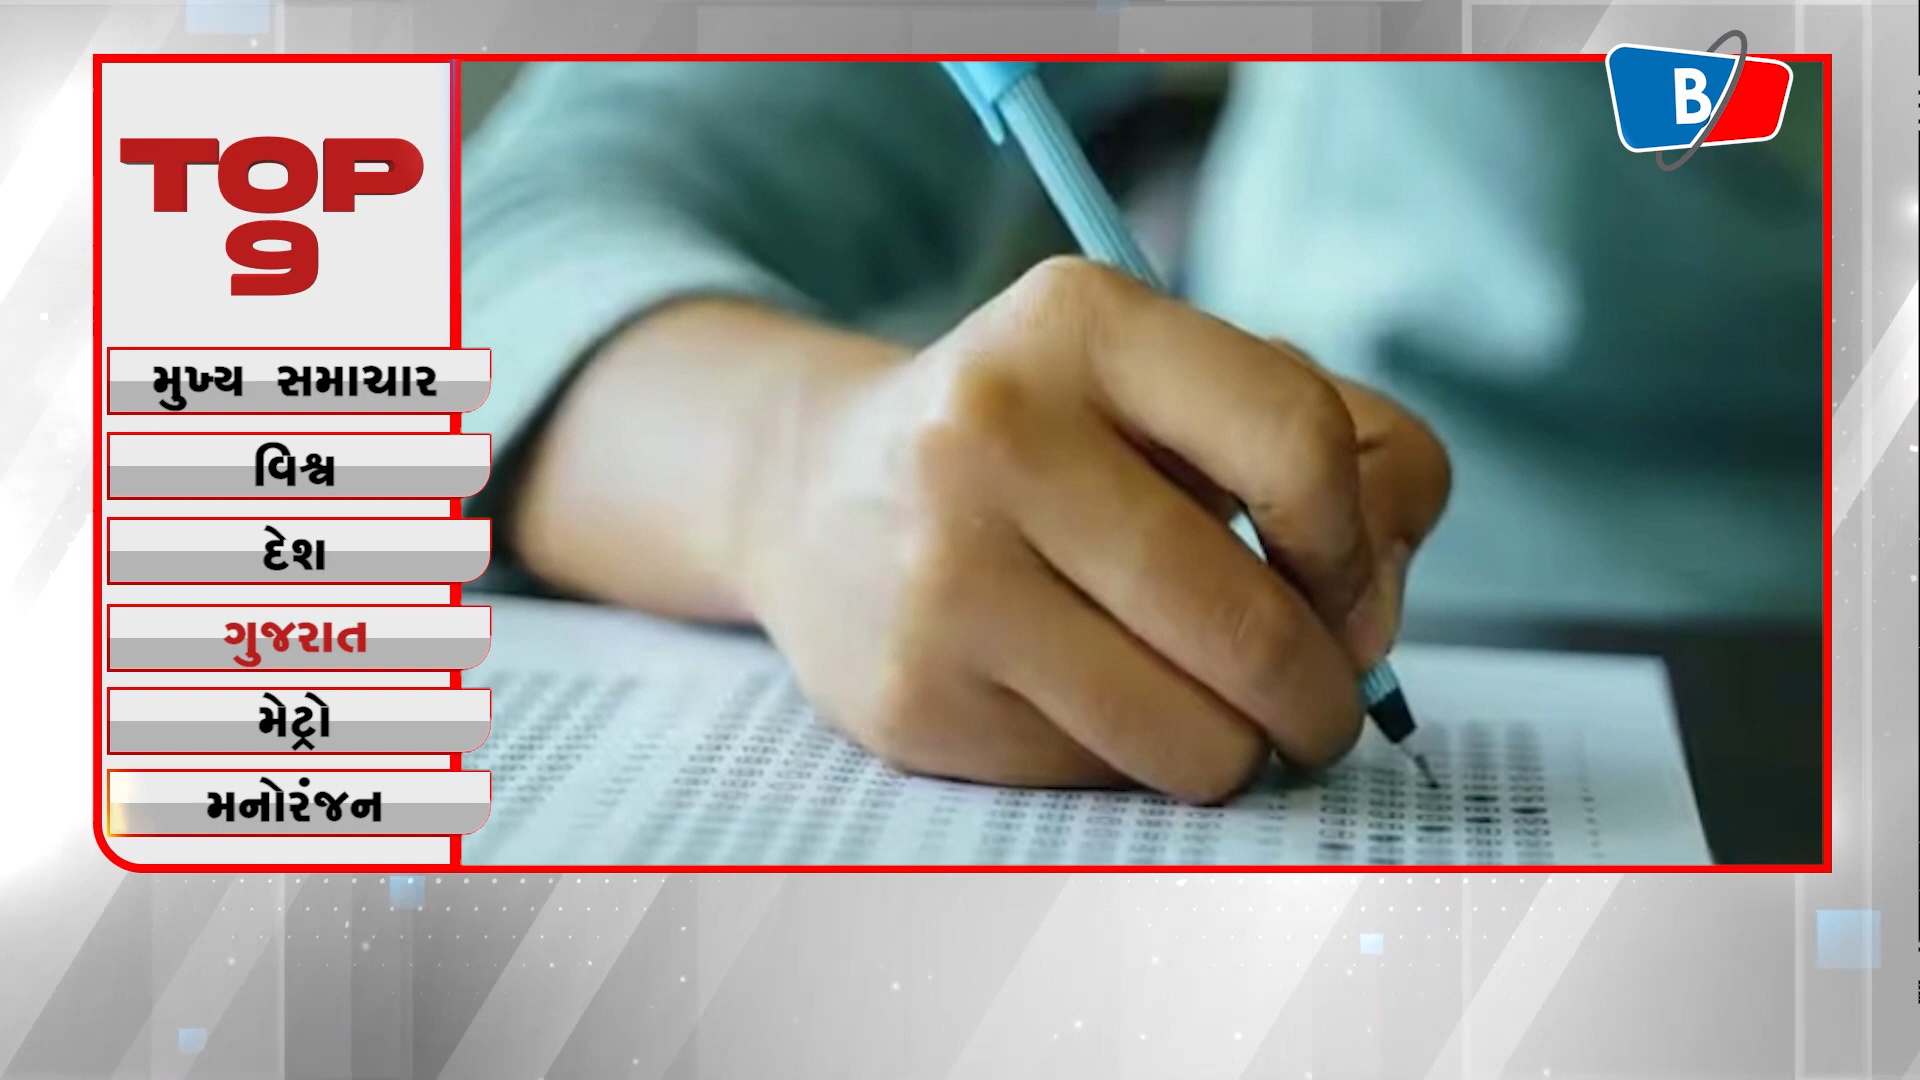 TOP
9
મુખ્ય સમાચાર
વિશ્વ
દેશ
ગુજરાત
મેટ્રો
મનોરંજન
B